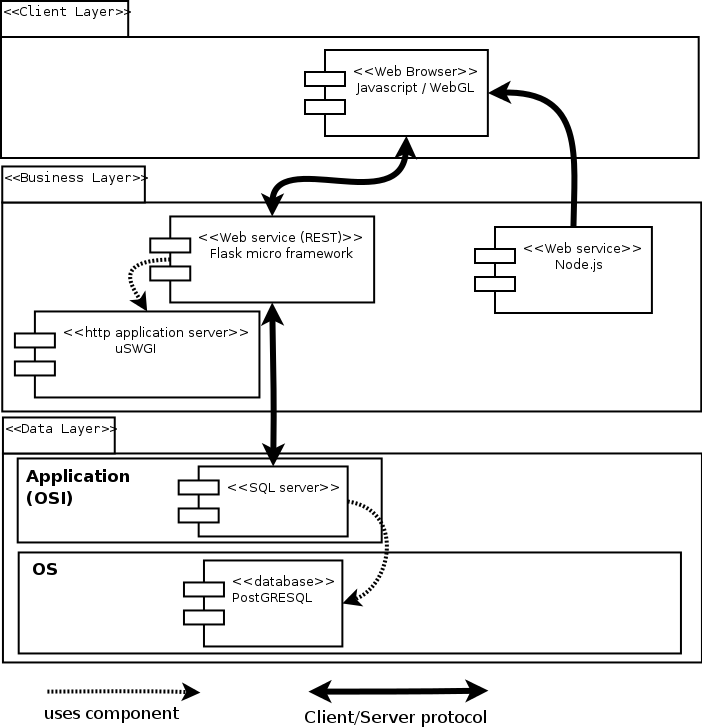 <<Client Layer>>
<<Web Browser>>
Javascript / WebGL
<<Business Layer>>
<<Web service (REST)>>
Flask micro framework
<<Web service>>
Node.js
<<http application server>>
uSWGI
<<Data Layer>>
Application
(OSI)
<<SQL server>>
OS
<<database>>
PostGRESQL
uses component
Client/Server protocol